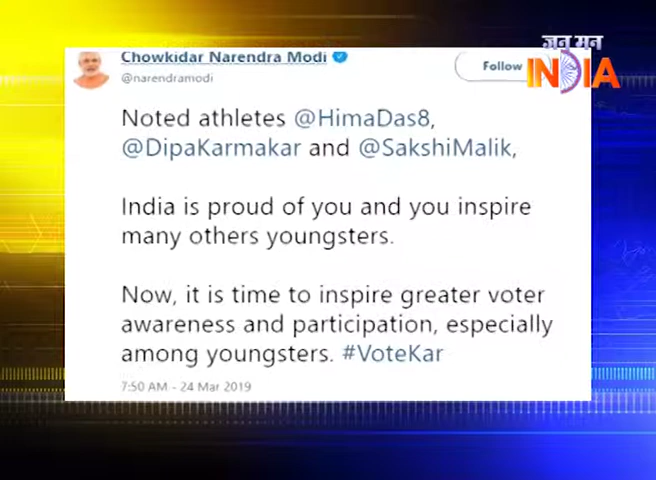 Chowkidar Narendra Modi
@narendramodi
Follow
जन मन
INDIA
Noted athletes @HimaDas8,
@DipaKarmakar and @SakshiMalik,
India is proud of you and you inspire
many others youngsters.
Now, it is time to inspire greater voter
awareness and participation, especially
among youngsters. #VoteKar
7:50 AM - 24 Mar 2019